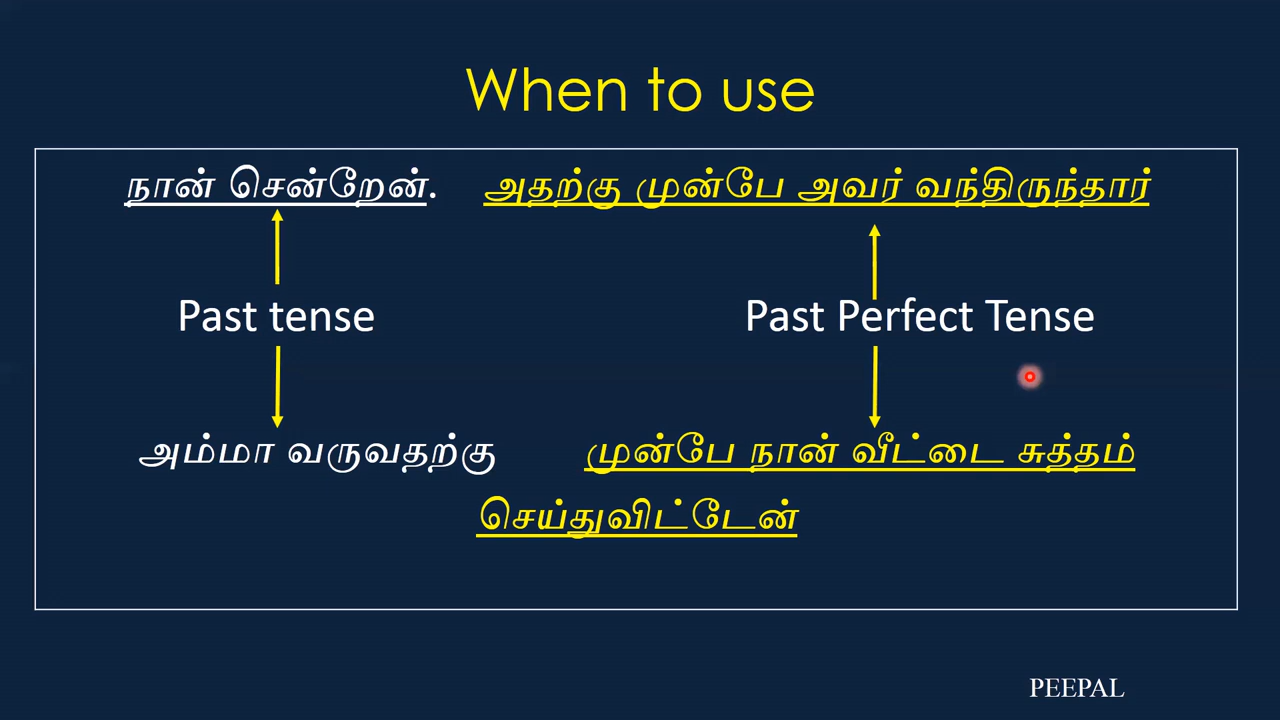 When to use
நான் சென்றேன். அதற்கு முன்பே அவர் வந்திருந்தார்
Past tense Past Perfect Tense
அம்மா வருவதற்கு முன்பே நான் வீட்டை சுத்தம்
செய்துவிட்டேன்
PEEPAL